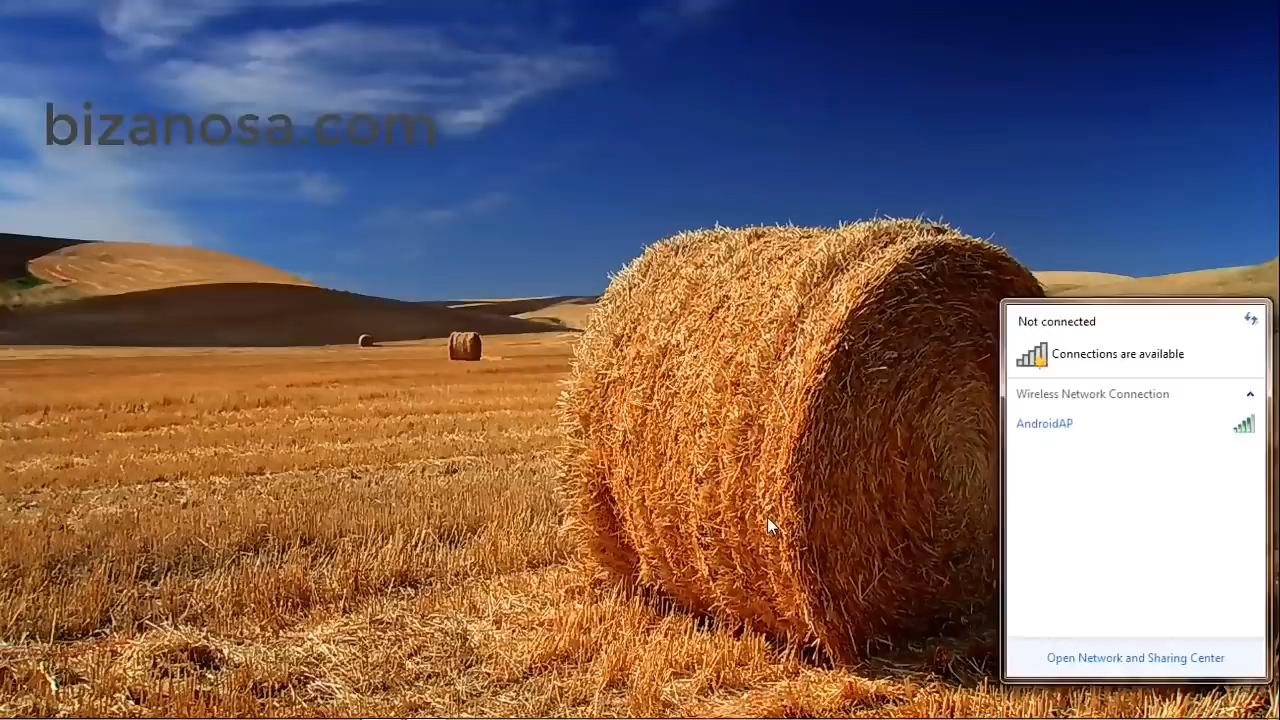 bizanosa.com
Not connected
Connections are available
Wireless Network Connection
AndroidAP
Open Network and Sharing Center